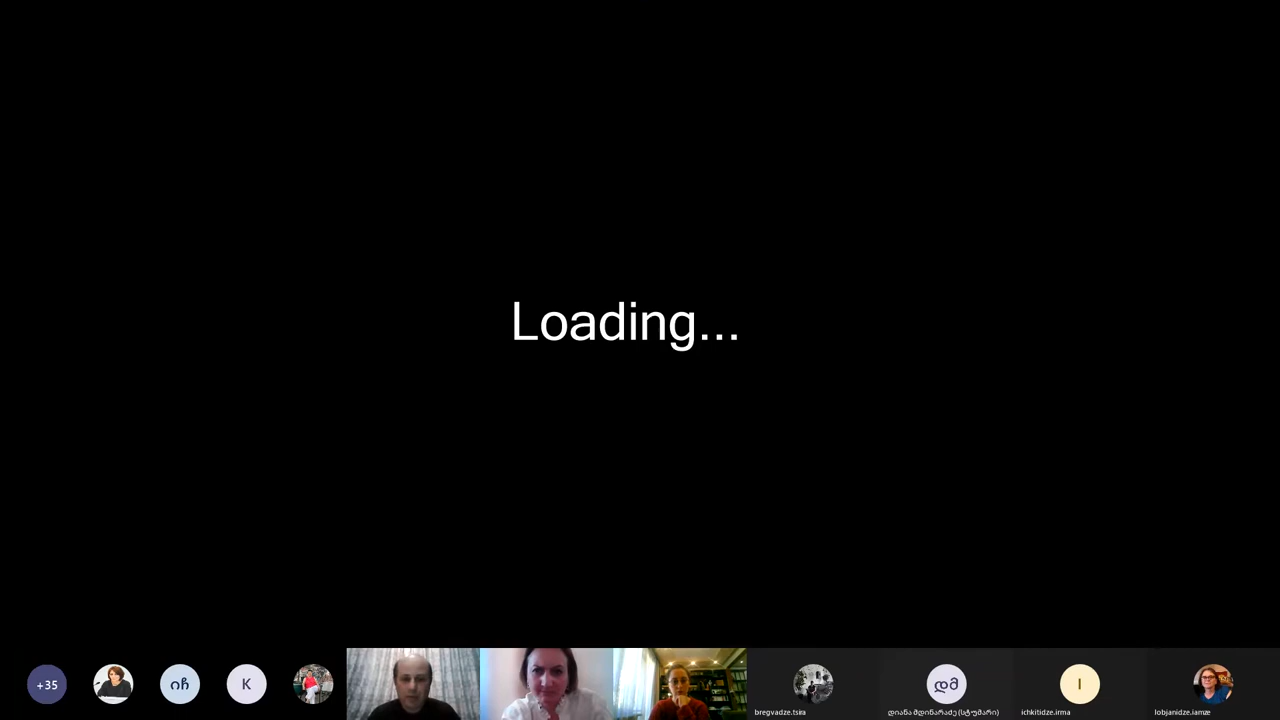 Loading...
+35
იჩ
K
დმ
I
bregvadze.tsira
დიანა მდინარაძე (სტუმარი)
ichkitidze.irma
lobjanidze.iamze